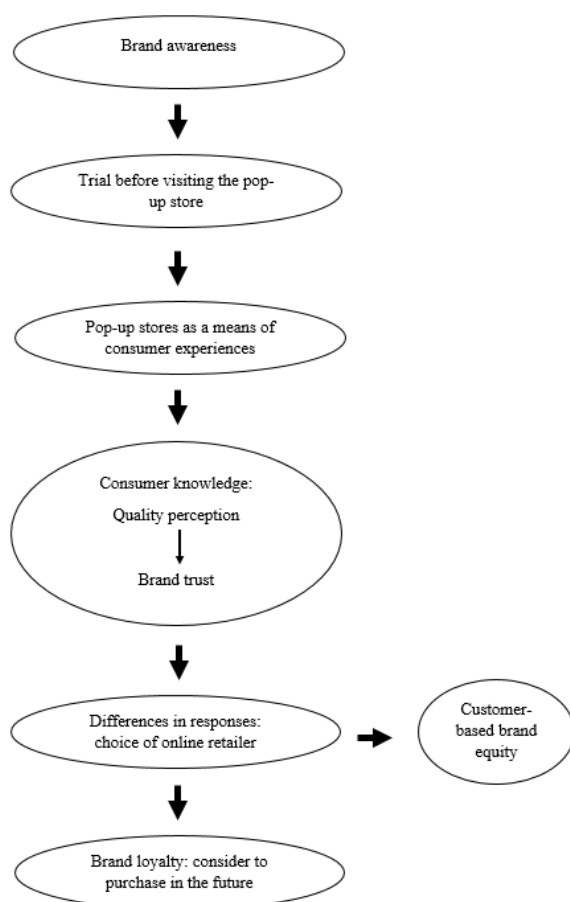 Brand awareness
Trial before visiting the pop-
up store
Pop-up stores as a means of
consumer experiences
Consumer knowledge:
Quality perception
Brand trust
Differences in responses:
choice of online retailer
Customer-
based brand
equity
Brand loyalty: consider to
purchase in the future